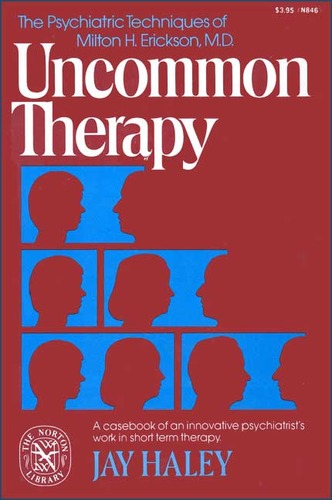 $3.95 / N846
The Psychiatric Techniques of
Milton H. Erickson, M.D.
Uncommon
Therapy
A casebook of an innovative psychiatrist's
work in short term therapy.
JAY HALEY
THE NORTON
LIBRARY